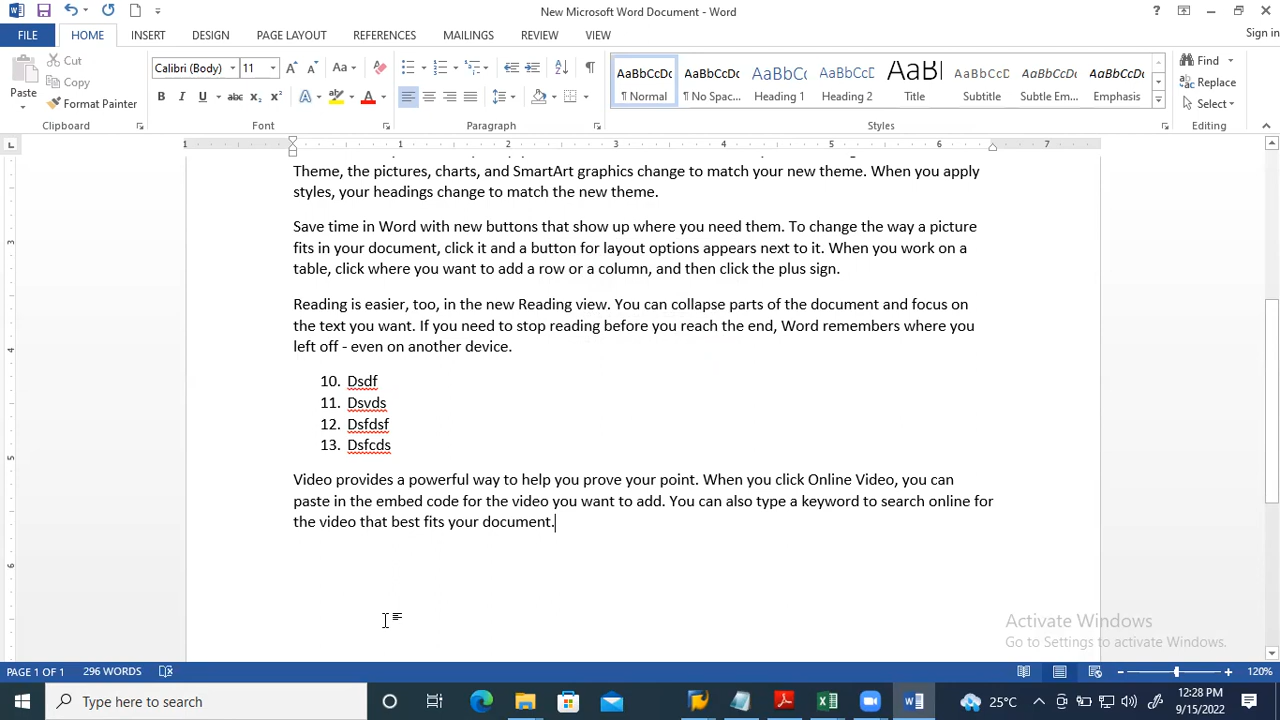 New Microsoft Word Document - Word
FILE HOME INSERT DESIGN PAGE LAYOUT REFERENCES MAILINGS REVIEW VIEW Sign in
Paste Cut Copy Format Painter
Calibri (Body) 11
AaBbCcDc AaBbCcDc AaBbCc AaBbCcD AaBl AaBbCcD AaBbCcDc AaBbCcDc
¶ Normal ¶ No Spac... Heading 1 Heading 2 Title Subtitle Subtle Em... Emphasis
Find Replace Select
Clipboard Font Paragraph Styles Editing
1 1 2 3 4 5 6 7
Theme, the pictures, charts, and SmartArt graphics change to match your new theme. When you apply
styles, your headings change to match the new theme.
Save time in Word with new buttons that show up where you need them. To change the way a picture
fits in your document, click it and a button for layout options appears next to it. When you work on a
table, click where you want to add a row or a column, and then click the plus sign.
Reading is easier, too, in the new Reading view. You can collapse parts of the document and focus on
the text you want. If you need to stop reading before you reach the end, Word remembers where you
left off - even on another device.
10. Dsdf
11. Dsvds
12. Dsfdsf
13. Dsfcds
Video provides a powerful way to help you prove your point. When you click Online Video, you can
paste in the embed code for the video you want to add. You can also type a keyword to search online for
the video that best fits your document.
Activate Windows
Go to Settings to activate Windows.
PAGE 1 OF 1 296 WORDS 120%
Type here to search 25°C 12:28 PM
9/15/2022